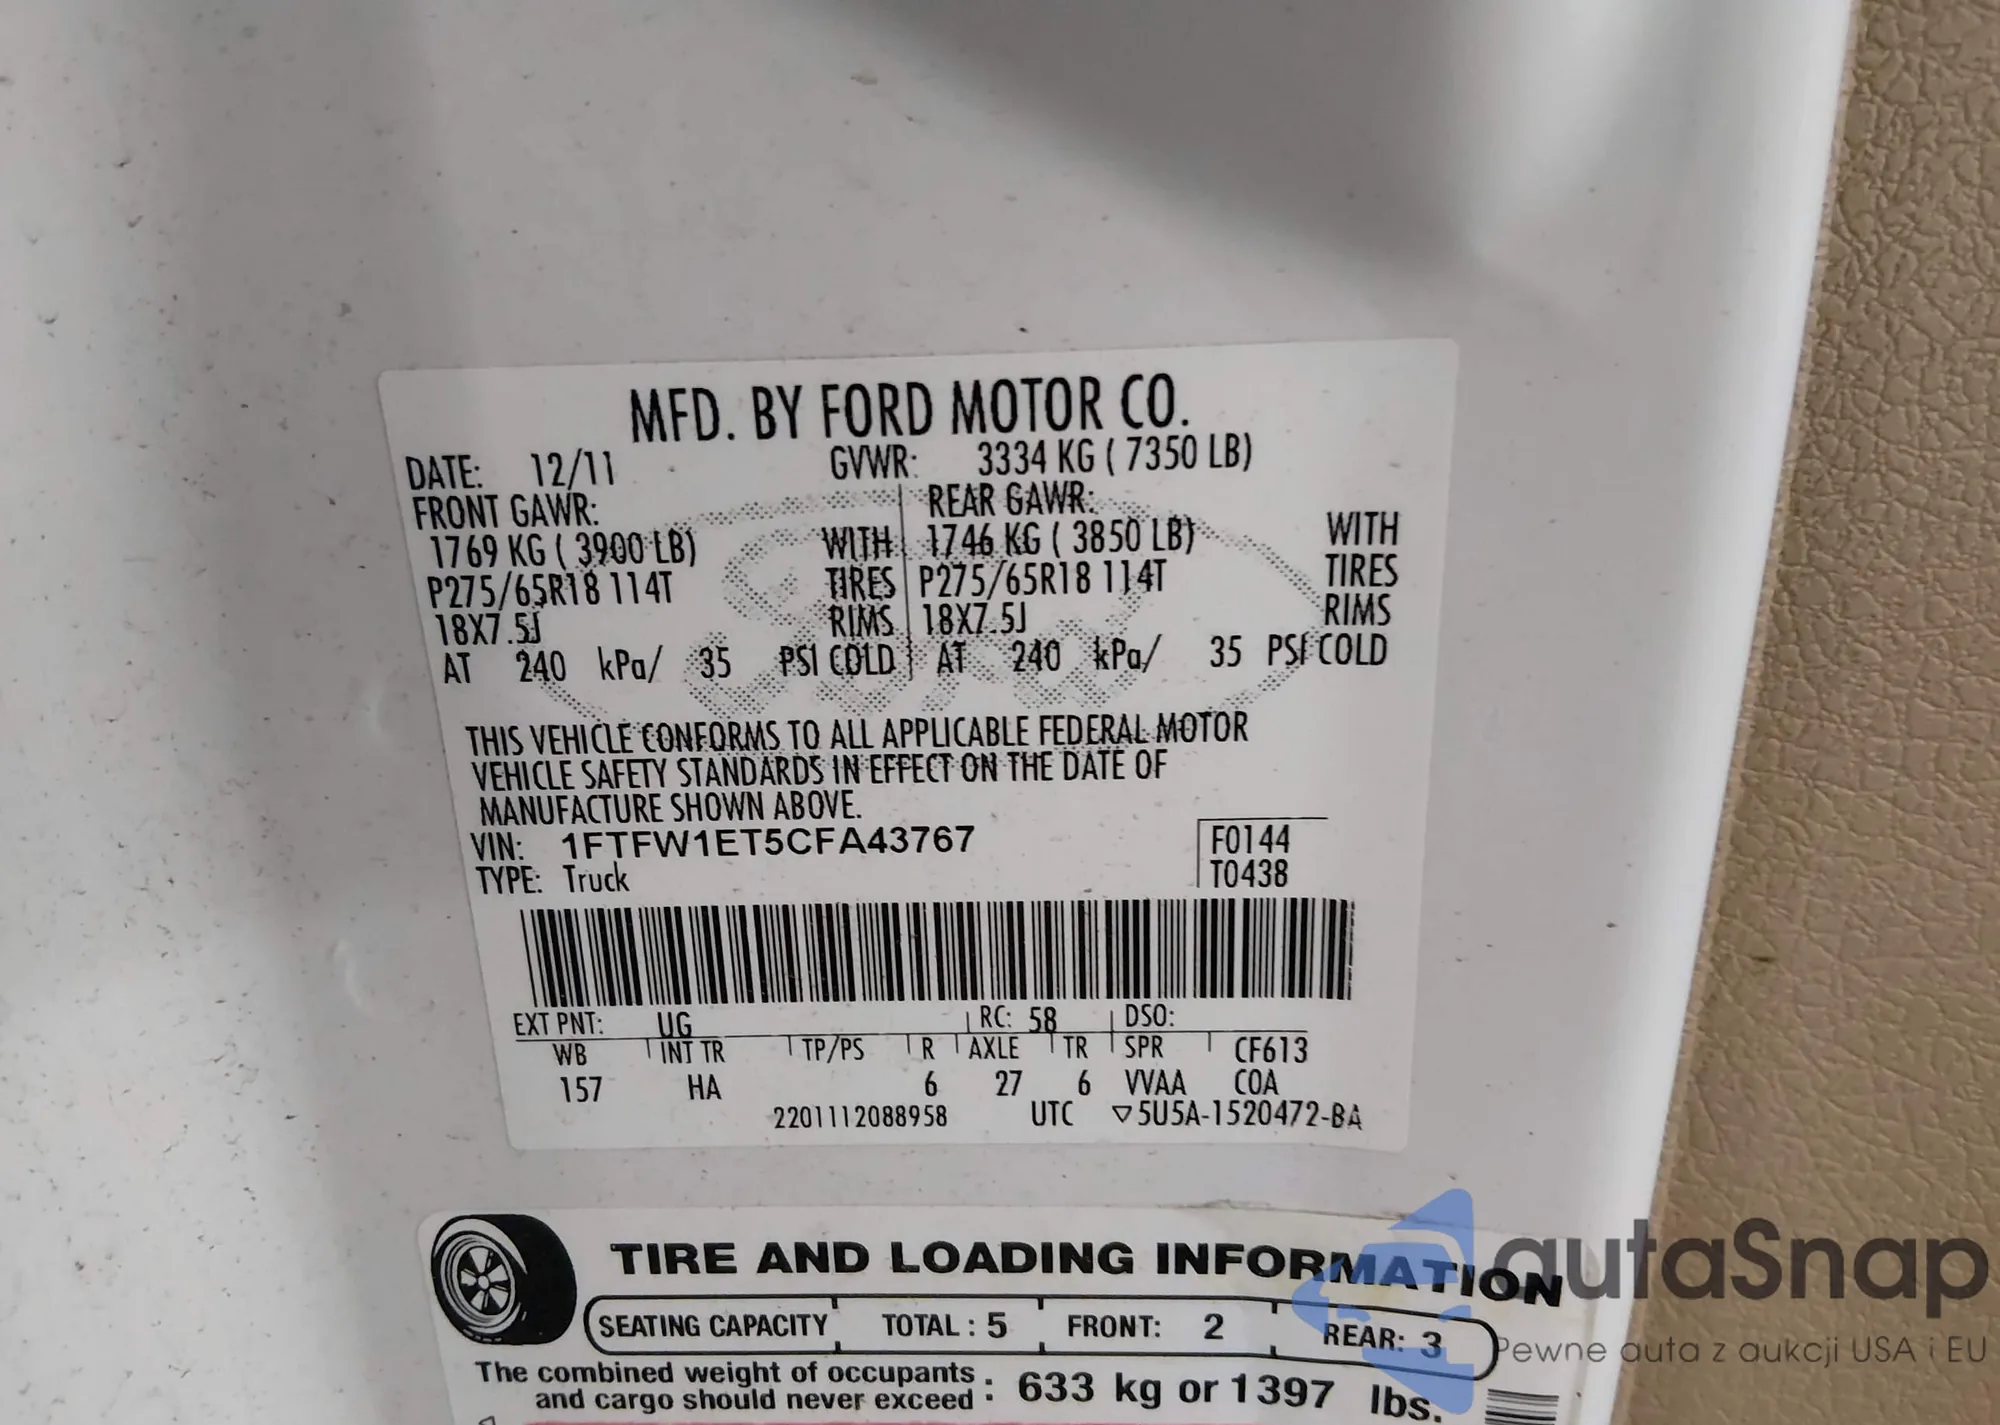 MFD. BY FORD MOTOR CO.
DATE: 12/11 GVWR: 3334 KG ( 7350 LB)
FRONT GAWR: REAR GAWR:
1769 KG ( 3900 LB) WITH 1746 KG ( 3850 LB) WITH
P275/65R18 114T TIRES P275/65R18 114T TIRES
18X7.5J RIMS 18X7.5J RIMS
AT 240 kPa/ 35 PSI COLD AT 240 kPa/ 35 PSI COLD
THIS VEHICLE CONFORMS TO ALL APPLICABLE FEDERAL MOTOR
VEHICLE SAFETY STANDARDS IN EFFECT ON THE DATE OF
MANUFACTURE SHOWN ABOVE.
VIN: 1FTFW1ET5CFA43767 F0144
TYPE: Truck T0438
EXT PNT: UG RC: 58 DSO:
WB INT TR TP/PS R AXLE TR SPR CF613
157 HA 6 27 6 VVAA COA
2201112088958 UTC ▽5U5A-1520472-BA
TIRE AND LOADING INFORMATION
SEATING CAPACITY TOTAL : 5 FRONT: 2 REAR: 3
The combined weight of occupants
and cargo should never exceed : 633 kg or 1397 lbs.
autaSnap
Pewne auta z aukcji USA i EU